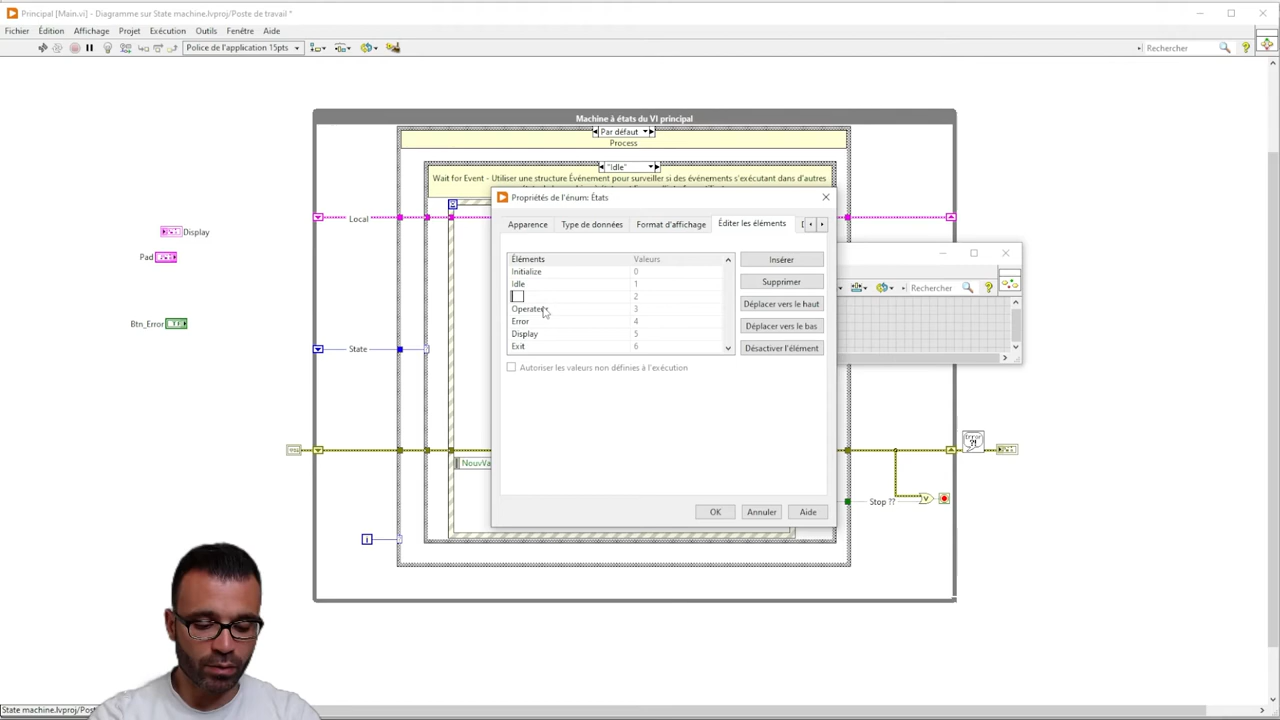 Principal [Main.vi] - Diagramme sur State machine.lvproj/Poste de travail *
Fichier Édition Affichage Projet Exécution Outils Fenêtre Aide
Police de l'application 15pts
Rechercher
Machine à états du VI principal
Par défaut
Process
"Idle"
Wait for Event - Utiliser une structure Événement pour surveiller si des événements s'exécutant dans d'autres
Propriétés de l'énum: États
Apparence Type de données Format d'affichage Éditer les éléments
Local
Display
Pad
Btn_Error
TF
State
Éléments Valeurs
Initialize 0
Idle 1
2
3
Error 4
Display 5
Exit 6
Insérer
Supprimer
Déplacer vers le haut
Déplacer vers le bas
Désactiver l'élément
Autoriser les valeurs non définies à l'exécution
Rechercher
NouvVa
Error
?!
Stop ??
V
i
OK Annuler Aide
State machine.lvproj/Post